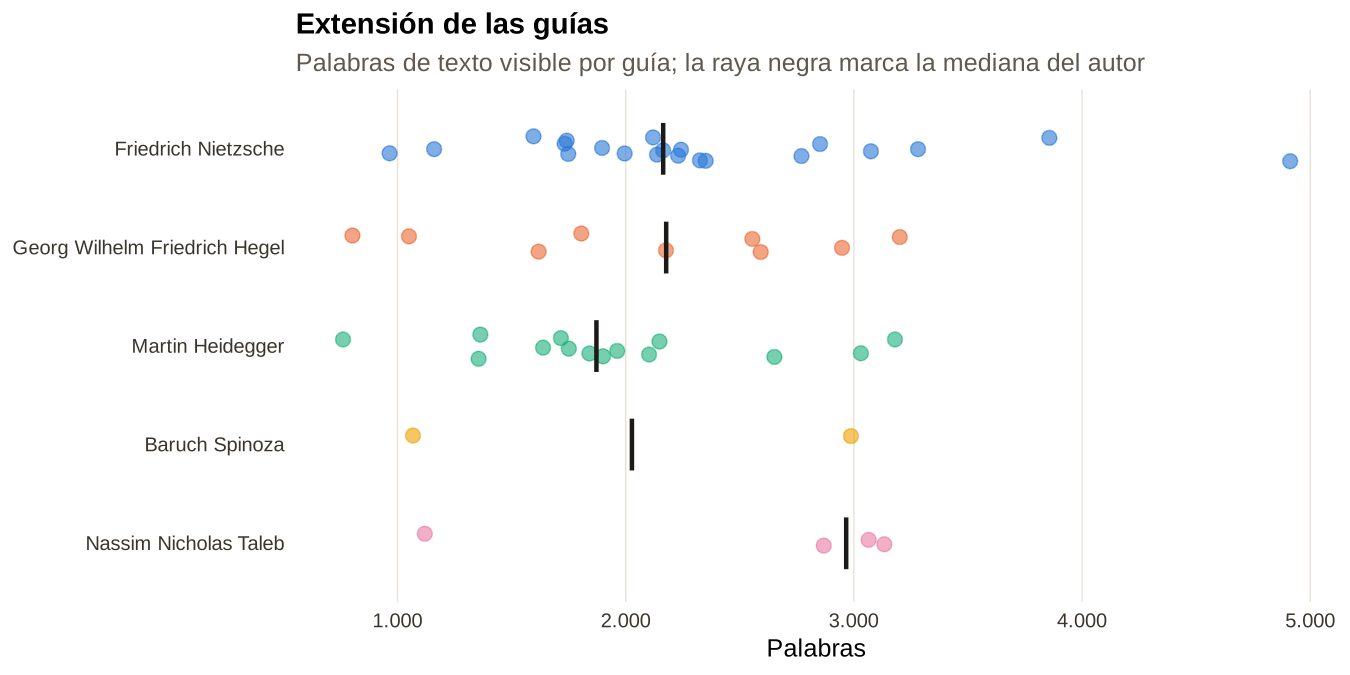 Extensión de las guías
Palabras de texto visible por guía; la raya negra marca la mediana del autor
Friedrich Nietzsche
Georg Wilhelm Friedrich Hegel
Martin Heidegger
Baruch Spinoza
Nassim Nicholas Taleb
1.000 2.000 3.000 4.000 5.000
Palabras